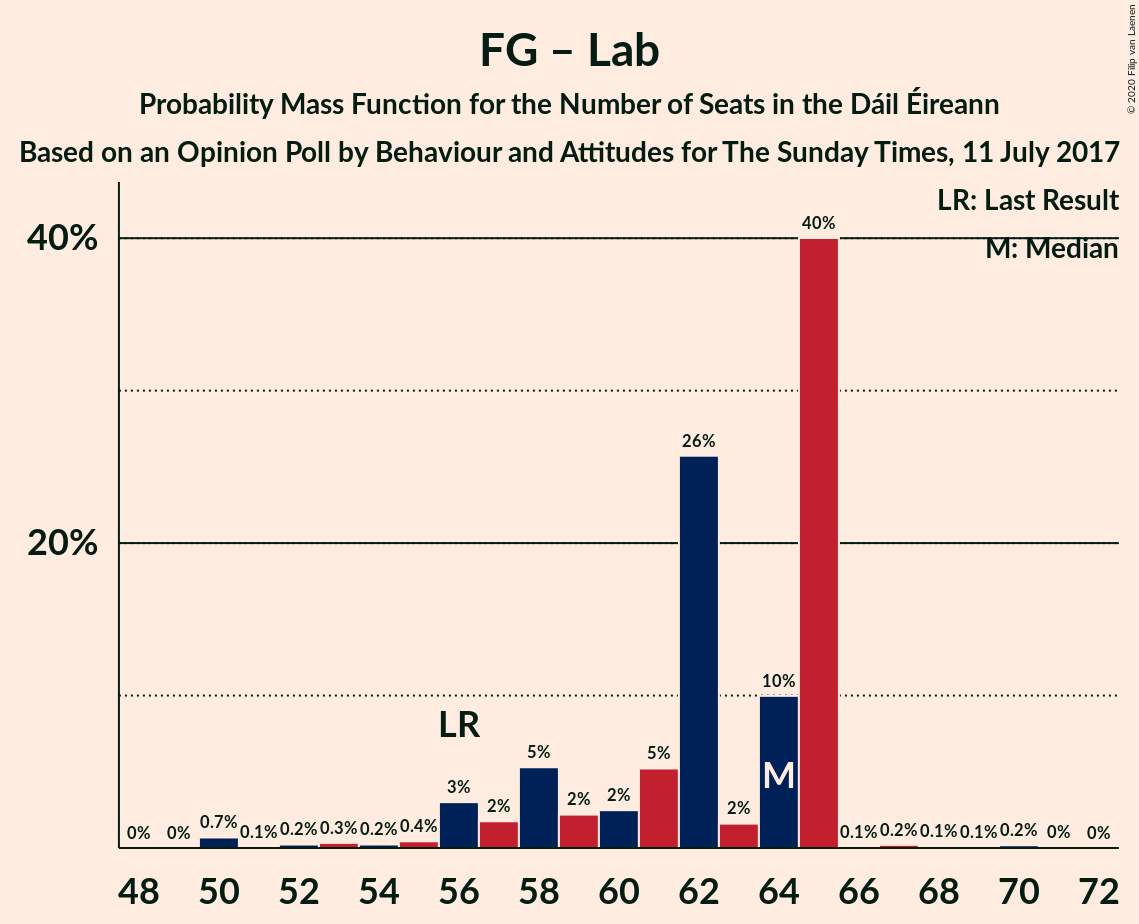 FG – Lab
Probability Mass Function for the Number of Seats in the Dáil Éireann
Based on an Opinion Poll by Behaviour and Attitudes for The Sunday Times, 11 July 2017
© 2020 Filip van Laenen
LR: Last Result
M: Median
40%
20%
0% 0% 0.7% 0.1% 0.2% 0.3% 0.2% 0.4% 3% 2% 5% 2% 2% 5% 26% 2% 10% 40% 0.1% 0.2% 0.1% 0.1% 0.2% 0% 0%
LR
M
48 50 52 54 56 58 60 62 64 66 68 70 72